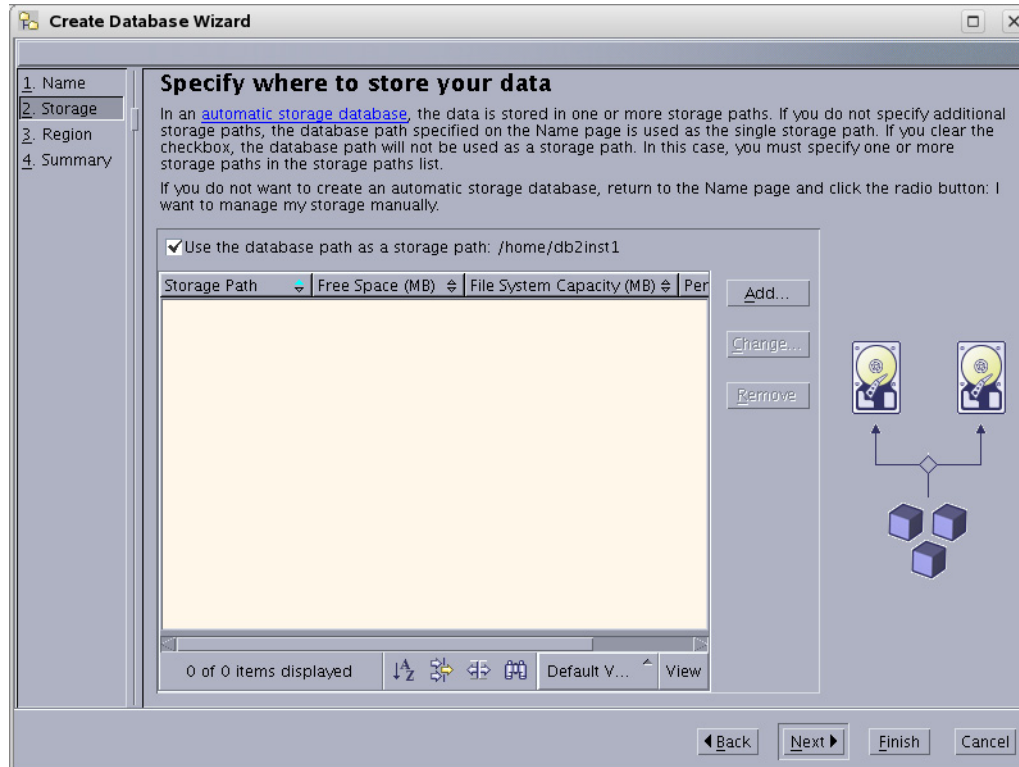 Create Database Wizard
1. Name
2. Storage
3. Region
4. Summary
Specify where to store your data
In an automatic storage database, the data is stored in one or more storage paths. If you do not specify additional
storage paths, the database path specified on the Name page is used as the single storage path. If you clear the
checkbox, the database path will not be used as a storage path. In this case, you must specify one or more
storage paths in the storage paths list.
If you do not want to create an automatic storage database, return to the Name page and click the radio button: I
want to manage my storage manually.
Use the database path as a storage path: /home/db2inst1
Storage Path Free Space (MB) File System Capacity (MB) Per
Add...
Change...
Remove
0 of 0 items displayed
Default V...
View
Back Next Finish Cancel